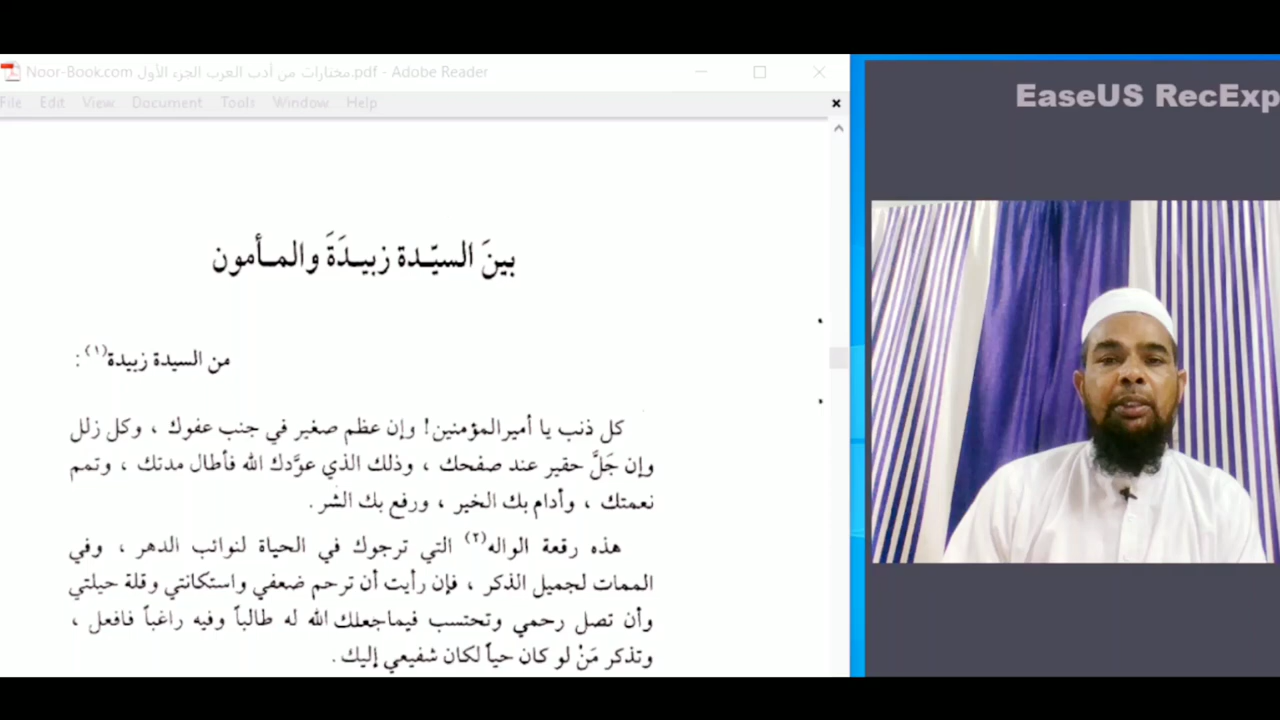 Noor-Book.com مختارات من أدب العرب الجزء الأول.pdf - Adobe Reader
File Edit View Document Tools Window Help
EaseUS RecExp
بينَ السيّدة زبيدَةَ والمأمون
من السيدة زبيدة(١) :
كل ذنب يا أمير المؤمنين! وإن عظم صغير في جنب عفوك ، وكل زلل
وإن جَلَّ حقير عند صفحك ، وذلك الذي عوَّدك الله فأطال مدتك ، وتمم
نعمتك ، وأدام بك الخير ، ورفع بك الشر .
هذه رقعة الواله(٢) التي ترجوك في الحياة لنوائب الدهر ، وفي
الممات لجميل الذكر ، فإن رأيت أن ترحم ضعفي واستكانتي وقلة حيلتي
وأن تصل رحمي وتحتسب فيما جعلك الله له طالباً وفيه راغباً فافعل ،
وتذكر مَنْ لو كان حياً لكان شفيعي إليك .